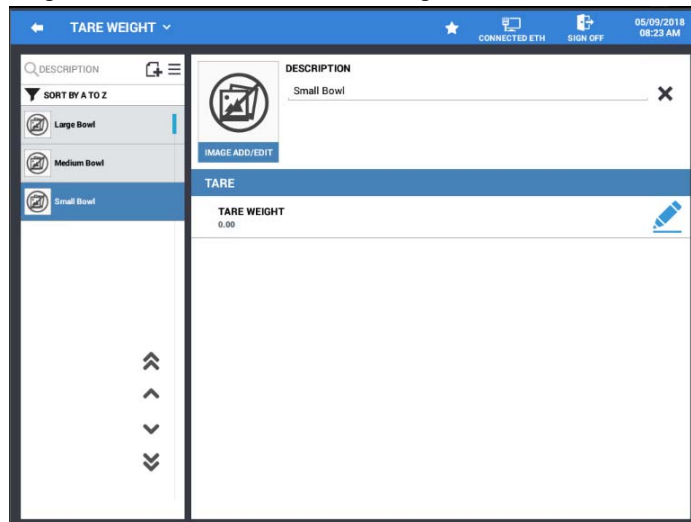 TARE WEIGHT
CONNECTED ETH
SIGN OFF
05/09/2018
08:23 AM
DESCRIPTION
SORT BY A TO Z
Large Bowl
Medium Bowl
Small Bowl
IMAGE ADD/EDIT
DESCRIPTION
Small Bowl
TARE
TARE WEIGHT
0.00